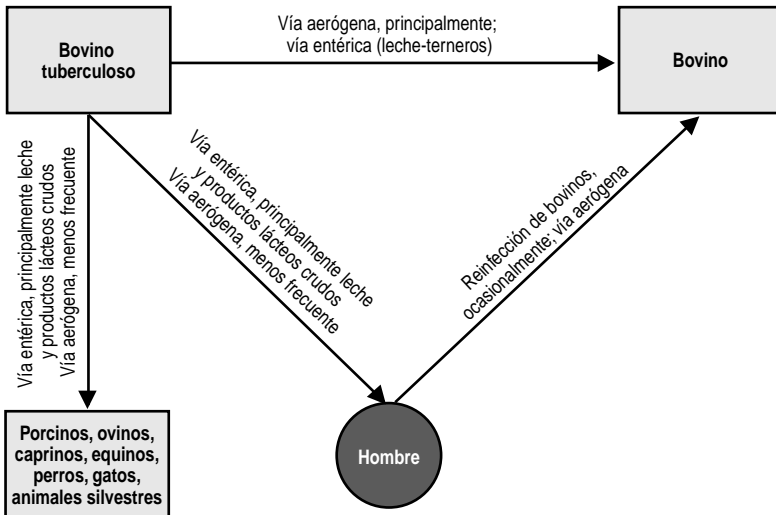 Vía aerógena, principalmente;
vía entérica (leche-terneros)
Bovino
tuberculoso
Bovino
Vía entérica, principalmente leche
y productos lácteos crudos
Vía aerógena, menos frecuente
Vía entérica, principalmente leche
y productos lácteos crudos
Vía aerógena, menos frecuente
Reinfección de bovinos,
ocasionalmente; vía aerógena
Porcinos, ovinos,
caprinos, equinos,
perros, gatos,
animales silvestres
Hombre